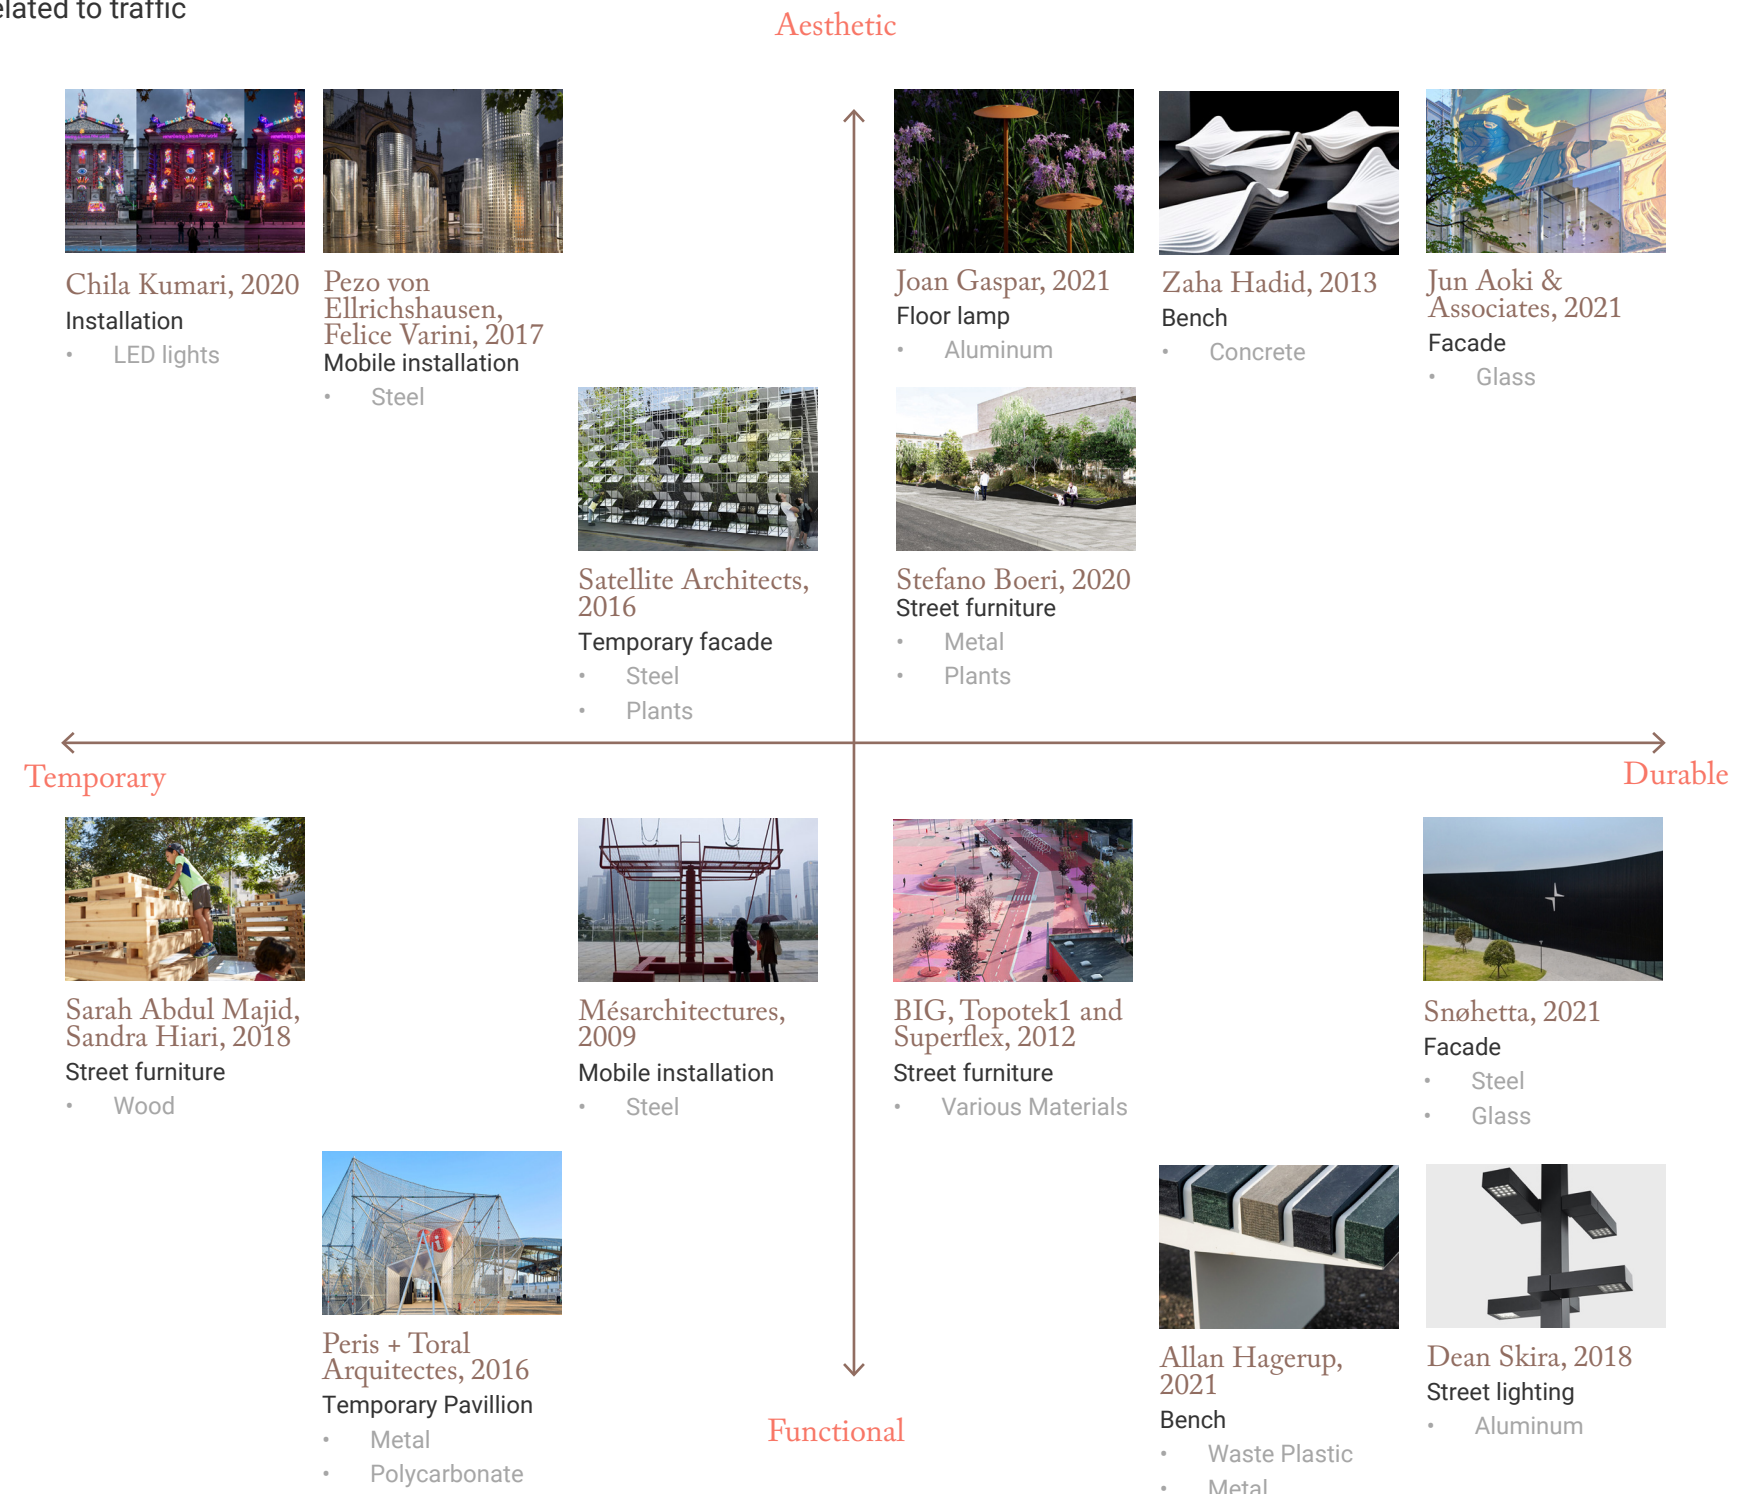 related to traffic
Aesthetic
Chila Kumari, 2020
Installation
• LED lights
Pezo von
Ellrichshausen,
Felice Varini, 2017
Mobile installation
• Steel
Joan Gaspar, 2021
Floor lamp
• Aluminum
Zaha Hadid, 2013
Bench
• Concrete
Jun Aoki &
Associates, 2021
Facade
• Glass
Satellite Architects,
2016
Temporary facade
• Steel
• Plants
Stefano Boeri, 2020
Street furniture
• Metal
• Plants
Temporary
Durable
Sarah Abdul Majid,
Sandra Hiari, 2018
Street furniture
• Wood
Mésarchitectures,
2009
Mobile installation
• Steel
BIG, Topotek1 and
Superflex, 2012
Street furniture
• Various Materials
Snøhetta, 2021
Facade
• Steel
• Glass
Peris + Toral
Arquitectes, 2016
Temporary Pavillion
• Metal
• Polycarbonate
Functional
Allan Hagerup,
2021
Bench
• Waste Plastic
• Metal
Dean Skira, 2018
Street lighting
• Aluminum